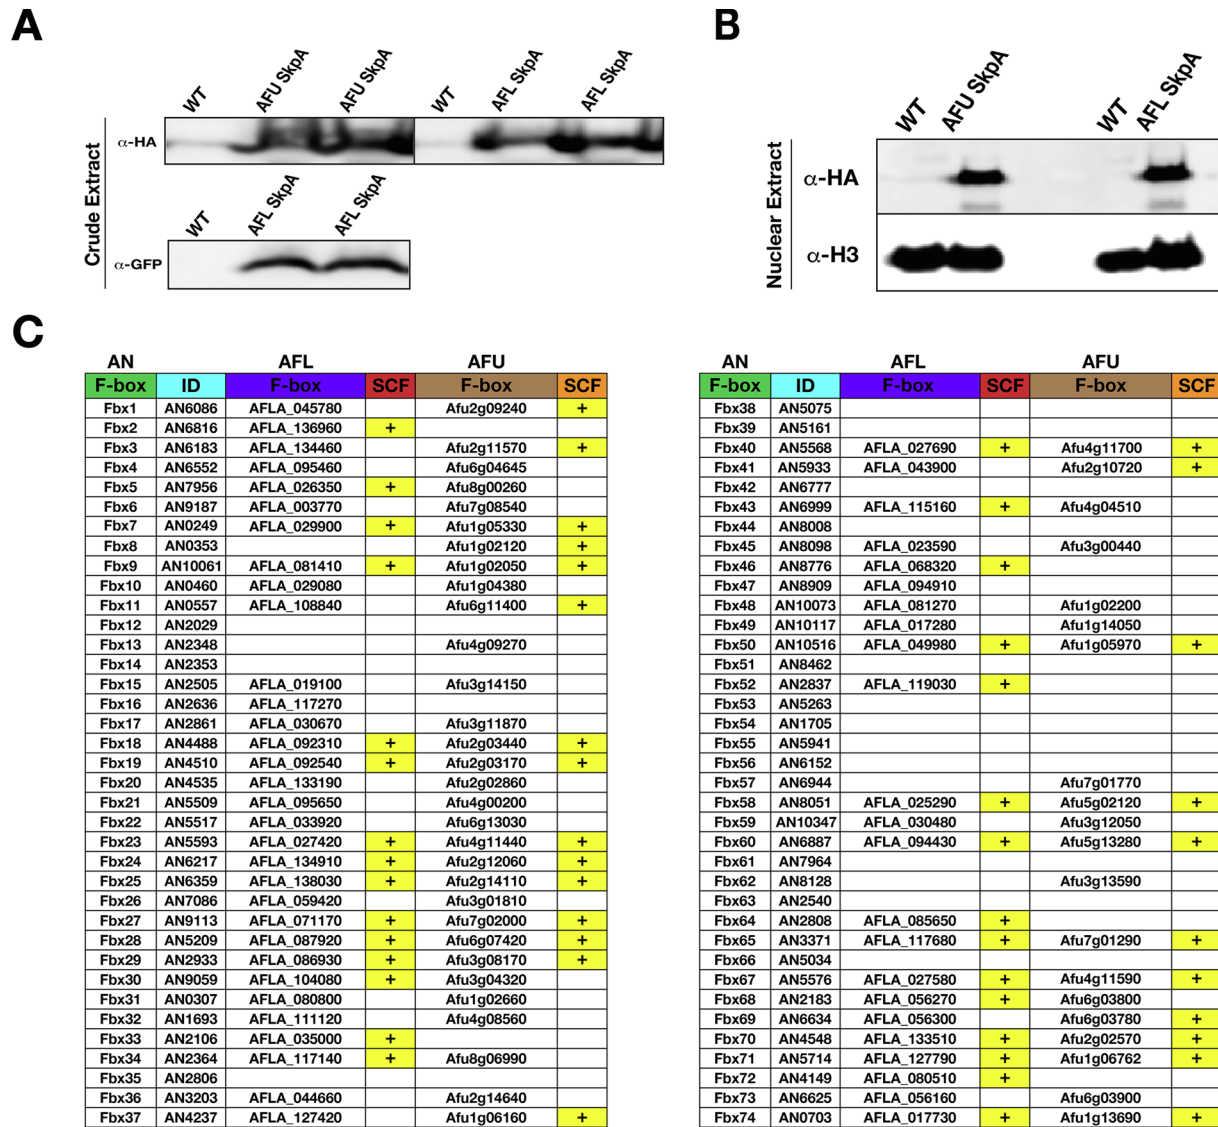 A
WT AFU SkpA AFU SkpA WT AFL SkpA AFL SkpA
α-HA
WT AFL SkpA AFL SkpA
α-GFP
Crude Extract
B
WT AFU SkpA WT AFL SkpA
α-HA
α-H3
Nuclear Extract
C
AN AFL AFU
F-box ID F-box SCF F-box SCF
Fbx1 AN6086 AFLA_045780 Afu2g09240 +
Fbx2 AN6816 AFLA_136960 +
Fbx3 AN6183 AFLA_134460 Afu2g11570 +
Fbx4 AN6552 AFLA_095460 Afu6g04645
Fbx5 AN7956 AFLA_026350 + Afu8g00260
Fbx6 AN9187 AFLA_003770 Afu7g08540
Fbx7 AN0249 AFLA_029900 + Afu1g05330 +
Fbx8 AN0353 Afu1g02120 +
Fbx9 AN10061 AFLA_081410 + Afu1g02050 +
Fbx10 AN0460 AFLA_029080 Afu1g04380
Fbx11 AN0557 AFLA_108840 Afu6g11400 +
Fbx12 AN2029
Fbx13 AN2348 Afu4g09270
Fbx14 AN2353
Fbx15 AN2505 AFLA_019100 Afu3g14150
Fbx16 AN2636 AFLA_117270
Fbx17 AN2861 AFLA_030670 Afu3g11870
Fbx18 AN4488 AFLA_092310 + Afu2g03440 +
Fbx19 AN4510 AFLA_092540 + Afu2g03170 +
Fbx20 AN4535 AFLA_133190 Afu2g02860
Fbx21 AN5509 AFLA_095650 Afu4g00200
Fbx22 AN5517 AFLA_033920 Afu6g13030
Fbx23 AN5593 AFLA_027420 + Afu4g11440 +
Fbx24 AN6217 AFLA_134910 + Afu2g12060 +
Fbx25 AN6359 AFLA_138030 + Afu2g14110 +
Fbx26 AN7086 AFLA_059420 Afu3g01810
Fbx27 AN9113 AFLA_071170 + Afu7g02000 +
Fbx28 AN5209 AFLA_087920 + Afu6g07420 +
Fbx29 AN2933 AFLA_086930 + Afu3g08170 +
Fbx30 AN9059 AFLA_104080 + Afu3g04320
Fbx31 AN0307 AFLA_080800 Afu1g02660
Fbx32 AN1693 AFLA_111120 Afu4g08560
Fbx33 AN2106 AFLA_035000 +
Fbx34 AN2364 AFLA_117140 + Afu8g06990
Fbx35 AN2806
Fbx36 AN3203 AFLA_044660 Afu2g14640
Fbx37 AN4237 AFLA_127420 Afu1g06160 +
AN AFL AFU
F-box ID F-box SCF F-box SCF
Fbx38 AN5075
Fbx39 AN5161
Fbx40 AN5568 AFLA_027690 + Afu4g11700 +
Fbx41 AN5933 AFLA_043900 Afu2g10720 +
Fbx42 AN6777
Fbx43 AN6999 AFLA_115160 + Afu4g04510
Fbx44 AN8008
Fbx45 AN8098 AFLA_023590 Afu3g00440
Fbx46 AN8776 AFLA_068320 +
Fbx47 AN8909 AFLA_094910
Fbx48 AN10073 AFLA_081270 Afu1g02200
Fbx49 AN10117 AFLA_017280 Afu1g14050
Fbx50 AN10516 AFLA_049980 + Afu1g05970 +
Fbx51 AN8462
Fbx52 AN2837 AFLA_119030 +
Fbx53 AN5263
Fbx54 AN1705
Fbx55 AN5941
Fbx56 AN6152
Fbx57 AN6944 Afu7g01770
Fbx58 AN8051 AFLA_025290 + Afu5g02120 +
Fbx59 AN10347 AFLA_030480 Afu3g12050
Fbx60 AN6887 AFLA_094430 + Afu5g13280 +
Fbx61 AN7964
Fbx62 AN8128 Afu3g13590
Fbx63 AN2540
Fbx64 AN2808 AFLA_085650 +
Fbx65 AN3371 AFLA_117680 + Afu7g01290 +
Fbx66 AN5034
Fbx67 AN5576 AFLA_027580 + Afu4g11590 +
Fbx68 AN2183 AFLA_056270 + Afu6g03800
Fbx69 AN6634 AFLA_056300 Afu6g03780 +
Fbx70 AN4548 AFLA_133510 + Afu2g02570 +
Fbx71 AN5714 AFLA_127790 + Afu1g06762 +
Fbx72 AN4149 AFLA_080510 +
Fbx73 AN6625 AFLA_056160 Afu6g03900
Fbx74 AN0703 AFLA_017730 + Afu1g13690 +